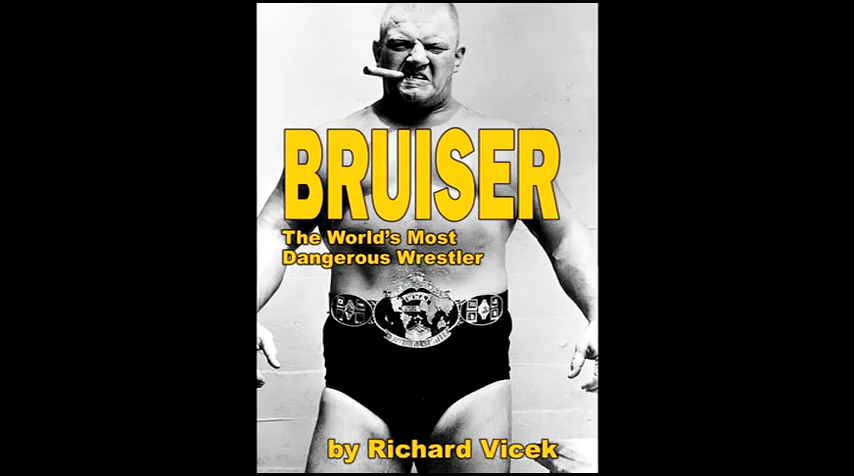 BRUISER
The World's Most
Dangerous Wrestler
by Richard Vicek